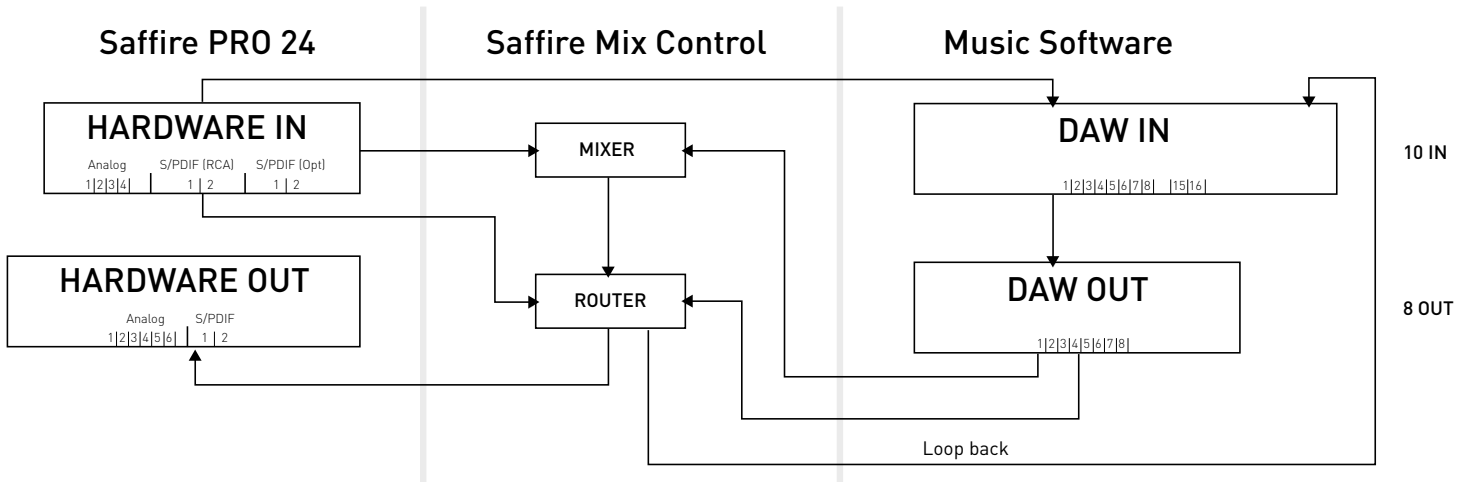 Saffire PRO 24
Saffire Mix Control
Music Software
HARDWARE IN
Analog S/PDIF (RCA) S/PDIF (Opt)
1|2|3|4| 1 | 2 1 | 2
MIXER
DAW IN
1|2|3|4|5|6|7|8| |15|16|
10 IN
HARDWARE OUT
Analog S/PDIF
1|2|3|4|5|6| 1 | 2
ROUTER
DAW OUT
1|2|3|4|5|6|7|8|
8 OUT
Loop back